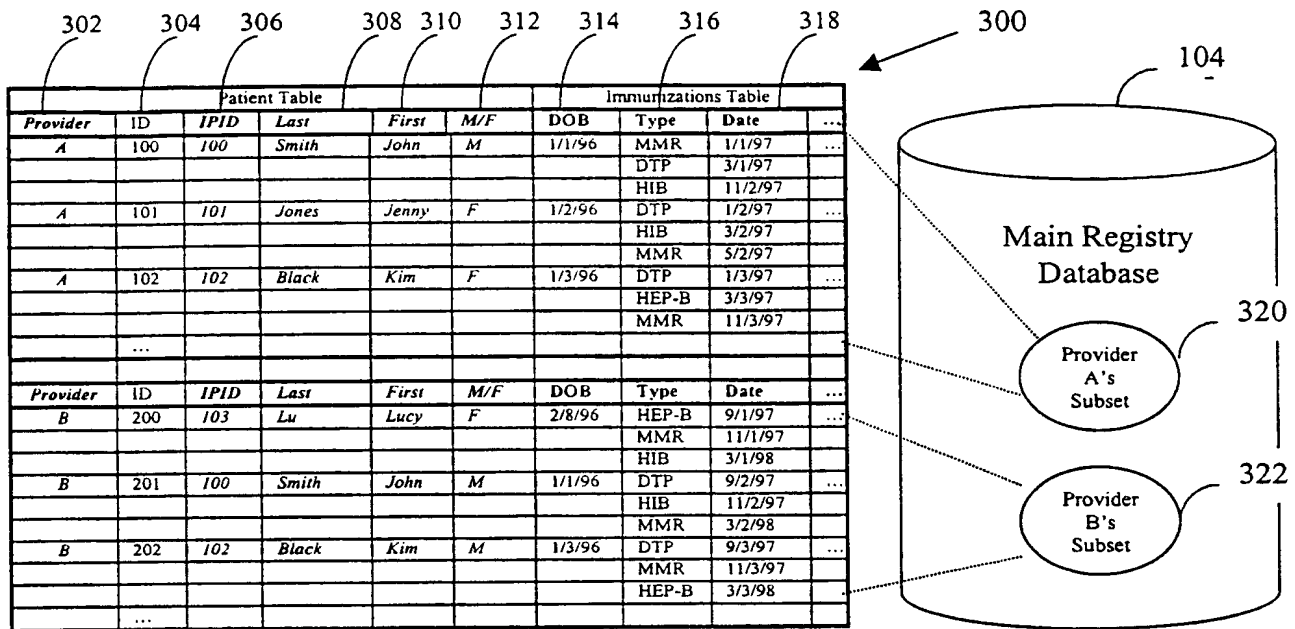 302 304 306 308 310 312 314 316 318 300
104
Patient Table Immunizations Table
Provider ID IPID Last First M/F DOB Type Date ...
A 100 100 Smith John M 1/1/96 MMR 1/1/97 ...
DTP 3/1/97
HIB 11/2/97
A 101 101 Jones Jenny F 1/2/96 DTP 1/2/97 ...
HIB 3/2/97
MMR 5/2/97
A 102 102 Black Kim F 1/3/96 DTP 1/3/97 ...
HEP-B 3/3/97
MMR 11/3/97
...
Provider ID IPID Last First M/F DOB Type Date ...
B 200 103 Lu Lucy F 2/8/96 HEP-B 9/1/97 ...
MMR 11/1/97
HIB 3/1/98
B 201 100 Smith John M 1/1/96 DTP 9/2/97 ...
HIB 11/2/97
MMR 3/2/98
B 202 102 Black Kim M 1/3/96 DTP 9/3/97 ...
MMR 11/3/97
HEP-B 3/3/98
...
Main Registry
Database
320
Provider
A's
Subset
322
Provider
B's
Subset